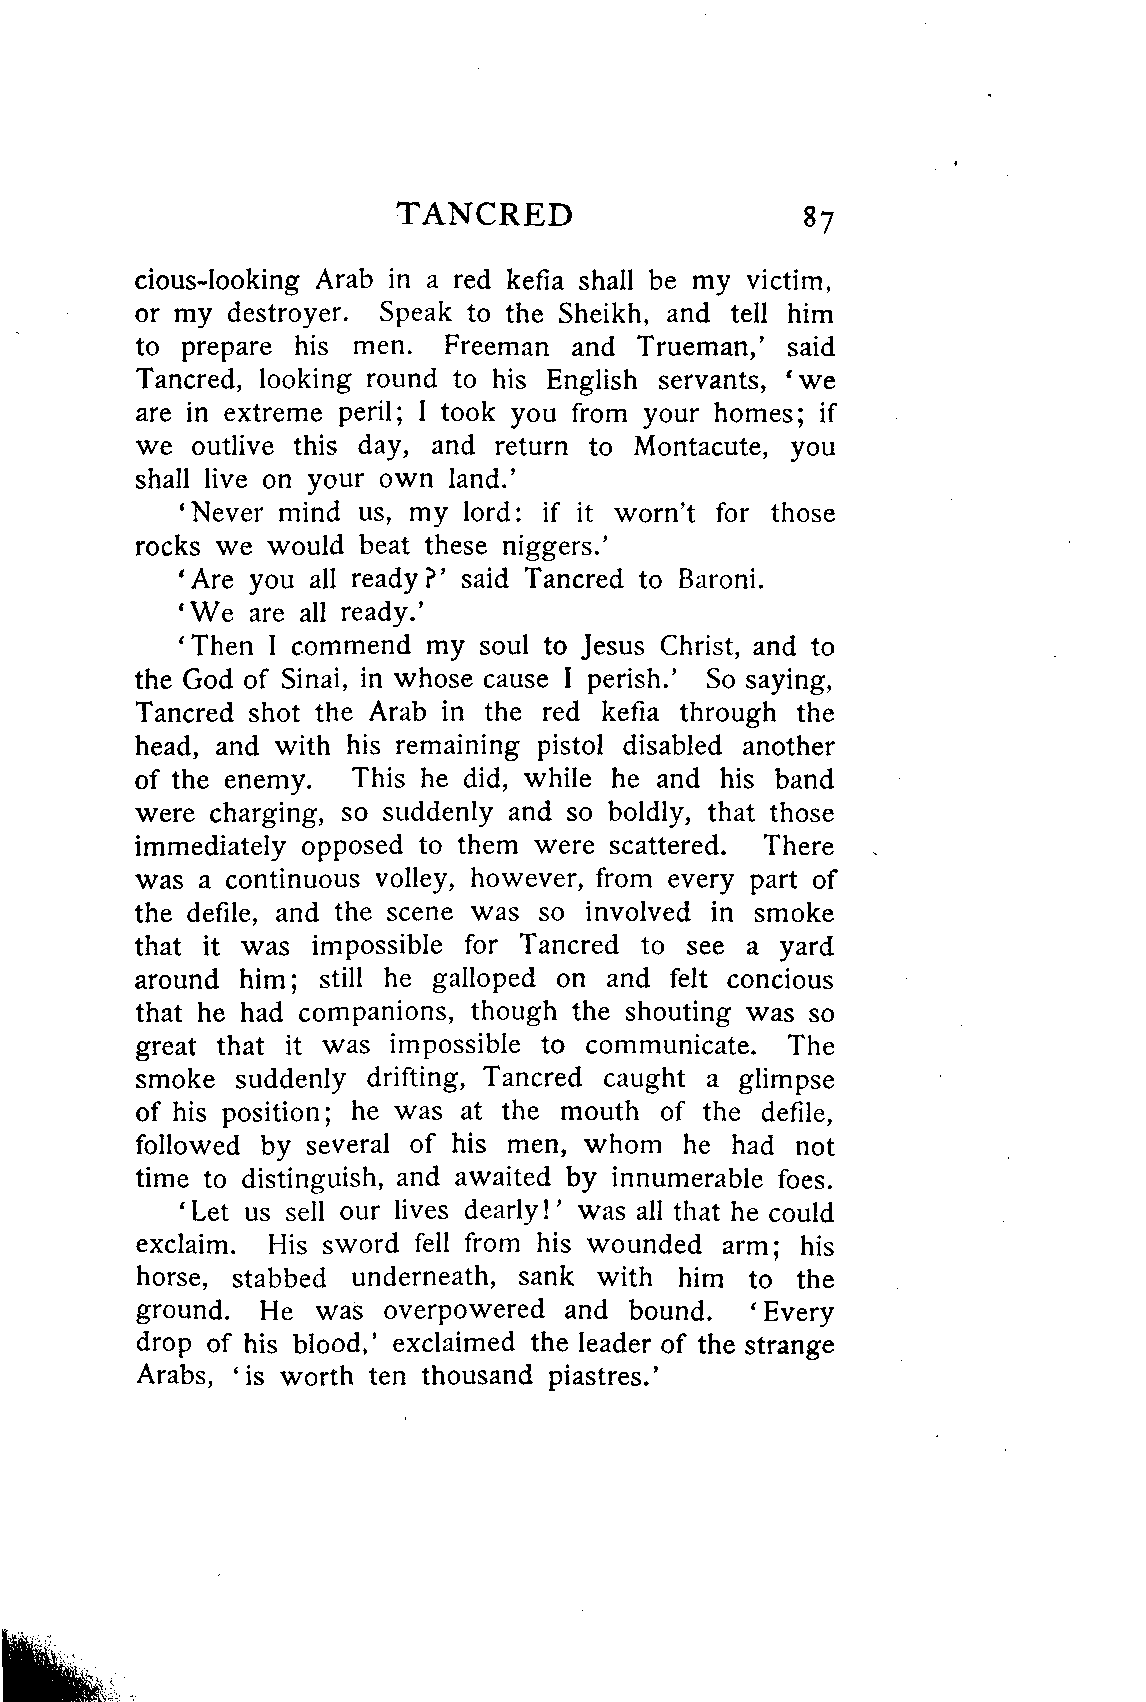 TANCRED 87
cious-looking Arab in a red kefia shall be my victim,
or my destroyer. Speak to the Sheikh, and tell him
to prepare his men. Freeman and Trueman,' said
Tancred, looking round to his English servants, 'we
are in extreme peril; I took you from your homes; if
we outlive this day, and return to Montacute, you
shall live on your own land.'
'Never mind us, my lord: if it worn't for those
rocks we would beat these niggers.'
'Are you all ready?' said Tancred to Baroni.
'We are all ready.'
'Then I commend my soul to Jesus Christ, and to
the God of Sinai, in whose cause I perish.' So saying,
Tancred shot the Arab in the red kefia through the
head, and with his remaining pistol disabled another
of the enemy. This he did, while he and his band
were charging, so suddenly and so boldly, that those
immediately opposed to them were scattered. There
was a continuous volley, however, from every part of
the defile, and the scene was so involved in smoke
that it was impossible for Tancred to see a yard
around him; still he galloped on and felt concious
that he had companions, though the shouting was so
great that it was impossible to communicate. The
smoke suddenly drifting, Tancred caught a glimpse
of his position; he was at the mouth of the defile,
followed by several of his men, whom he had not
time to distinguish, and awaited by innumerable foes.
'Let us sell our lives dearly!' was all that he could
exclaim. His sword fell from his wounded arm; his
horse, stabbed underneath, sank with him to the
ground. He was overpowered and bound. 'Every
drop of his blood,' exclaimed the leader of the strange
Arabs, 'is worth ten thousand piastres.'